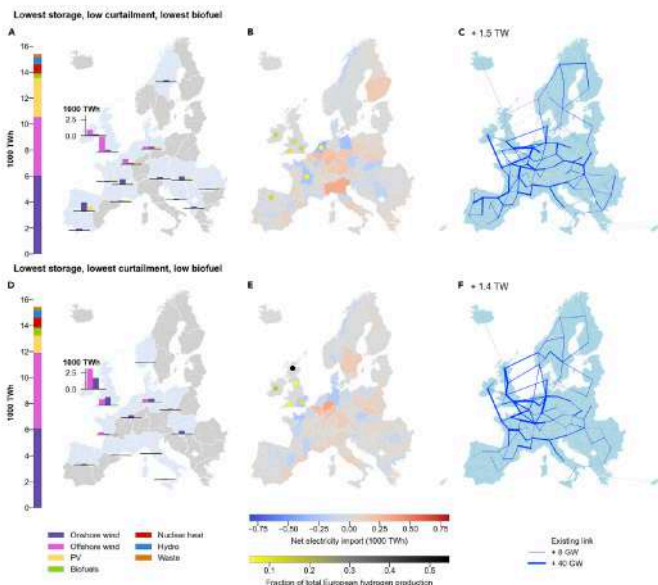 Lowest storage, low curtailment, lowest biofuel
A
B
C
+ 1.5 TW
16
14
12
10
8
6
4
2
0
1000 TWh
1000 TWh
2.5
0.0
Lowest storage, lowest curtailment, low biofuel
D
E
F
+ 1.4 TW
16
14
12
10
8
6
4
2
0
1000 TWh
1000 TWh
2.5
0.0
Onshore wind
Offshore wind
PV
Biofuels
Nuclear heat
Hydro
Waste
−0.75 −0.50 −0.25 0.00 0.25 0.50 0.75
Net electricity import (1000 TWh)
0.1 0.2 0.3 0.4 0.5
Fraction of total European hydrogen production
Existing link
+ 8 GW
+ 40 GW